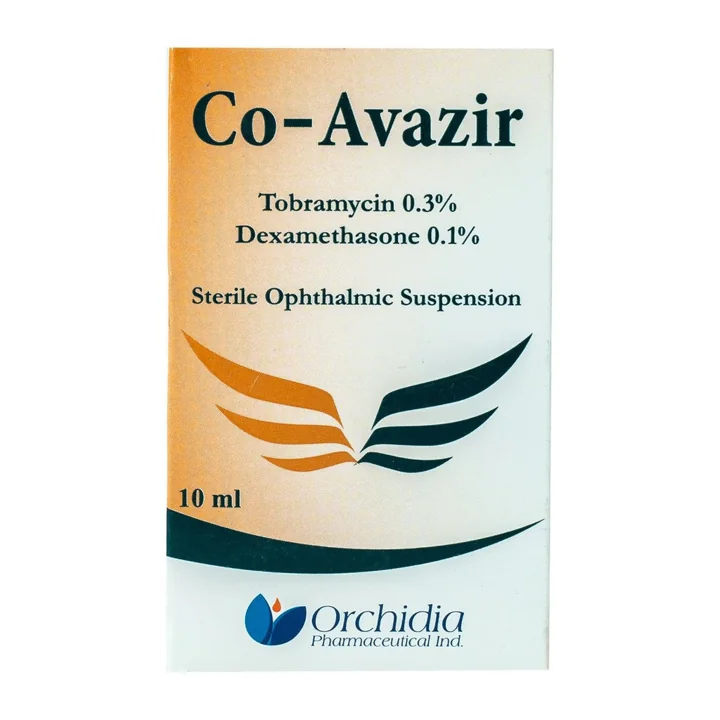 Co-Avazir
Tobramycin 0.3%
Dexamethasone 0.1%
Sterile Ophthalmic Suspension
10 ml
Orchidia
Pharmaceutical Ind.